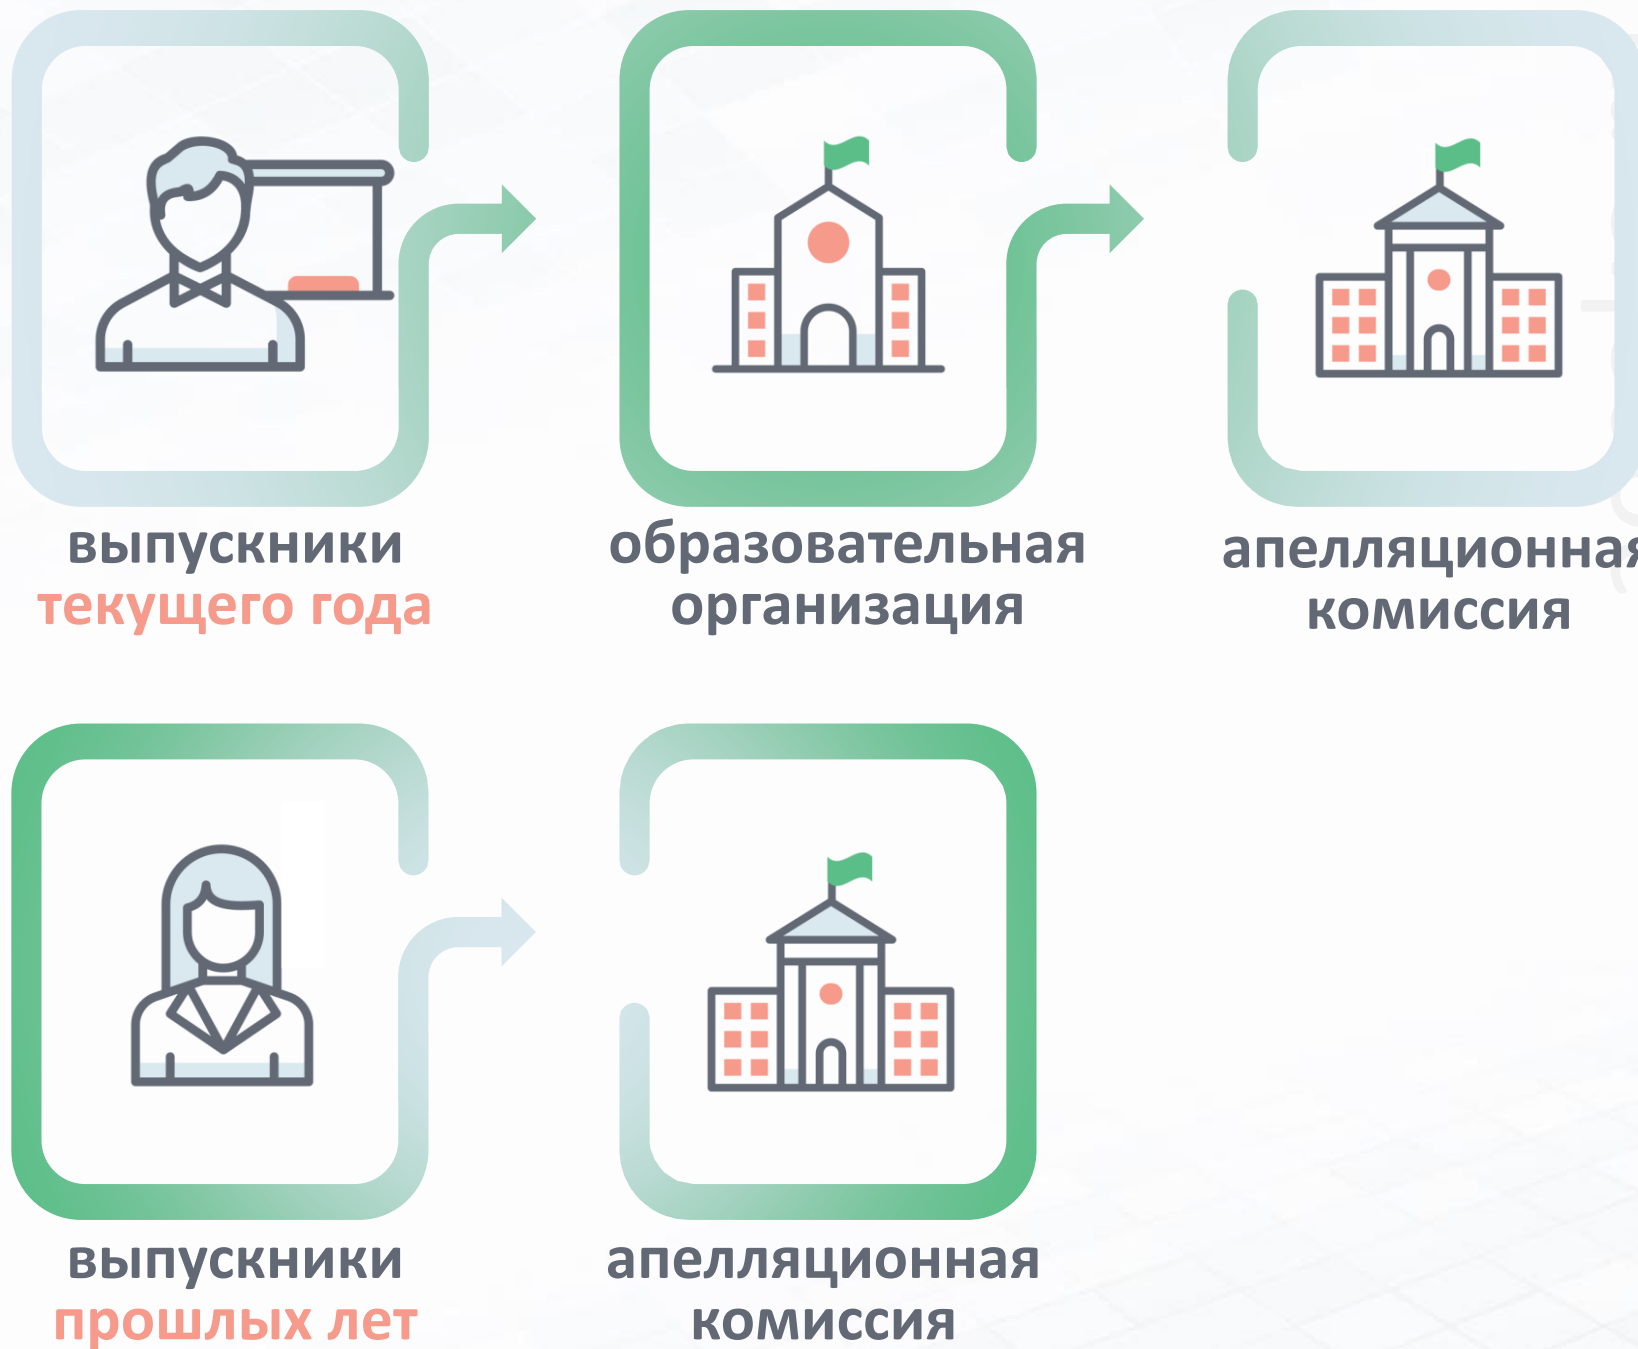 выпускники
текущего года
образовательная
организация
апелляционная
комиссия
выпускники
прошлых лет
апелляционная
комиссия